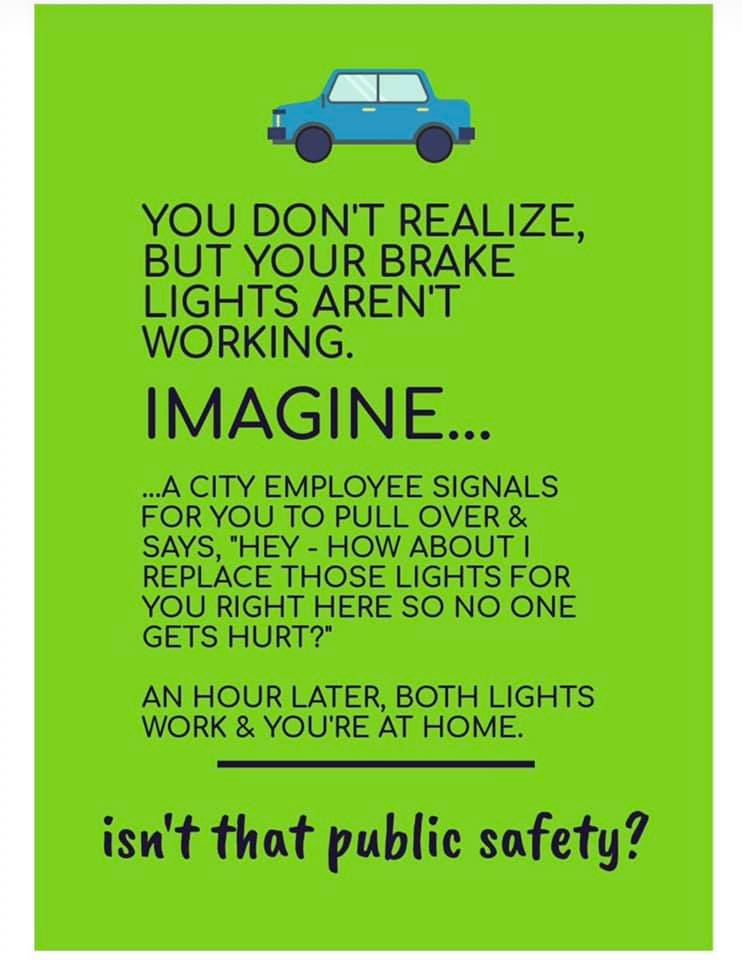 YOU DON'T REALIZE,
BUT YOUR BRAKE
LIGHTS AREN'T
WORKING.
IMAGINE...
...A CITY EMPLOYEE SIGNALS
FOR YOU TO PULL OVER &
SAYS, "HEY - HOW ABOUT I
REPLACE THOSE LIGHTS FOR
YOU RIGHT HERE SO NO ONE
GETS HURT?"
AN HOUR LATER, BOTH LIGHTS
WORK & YOU'RE AT HOME.
isn't that public safety?